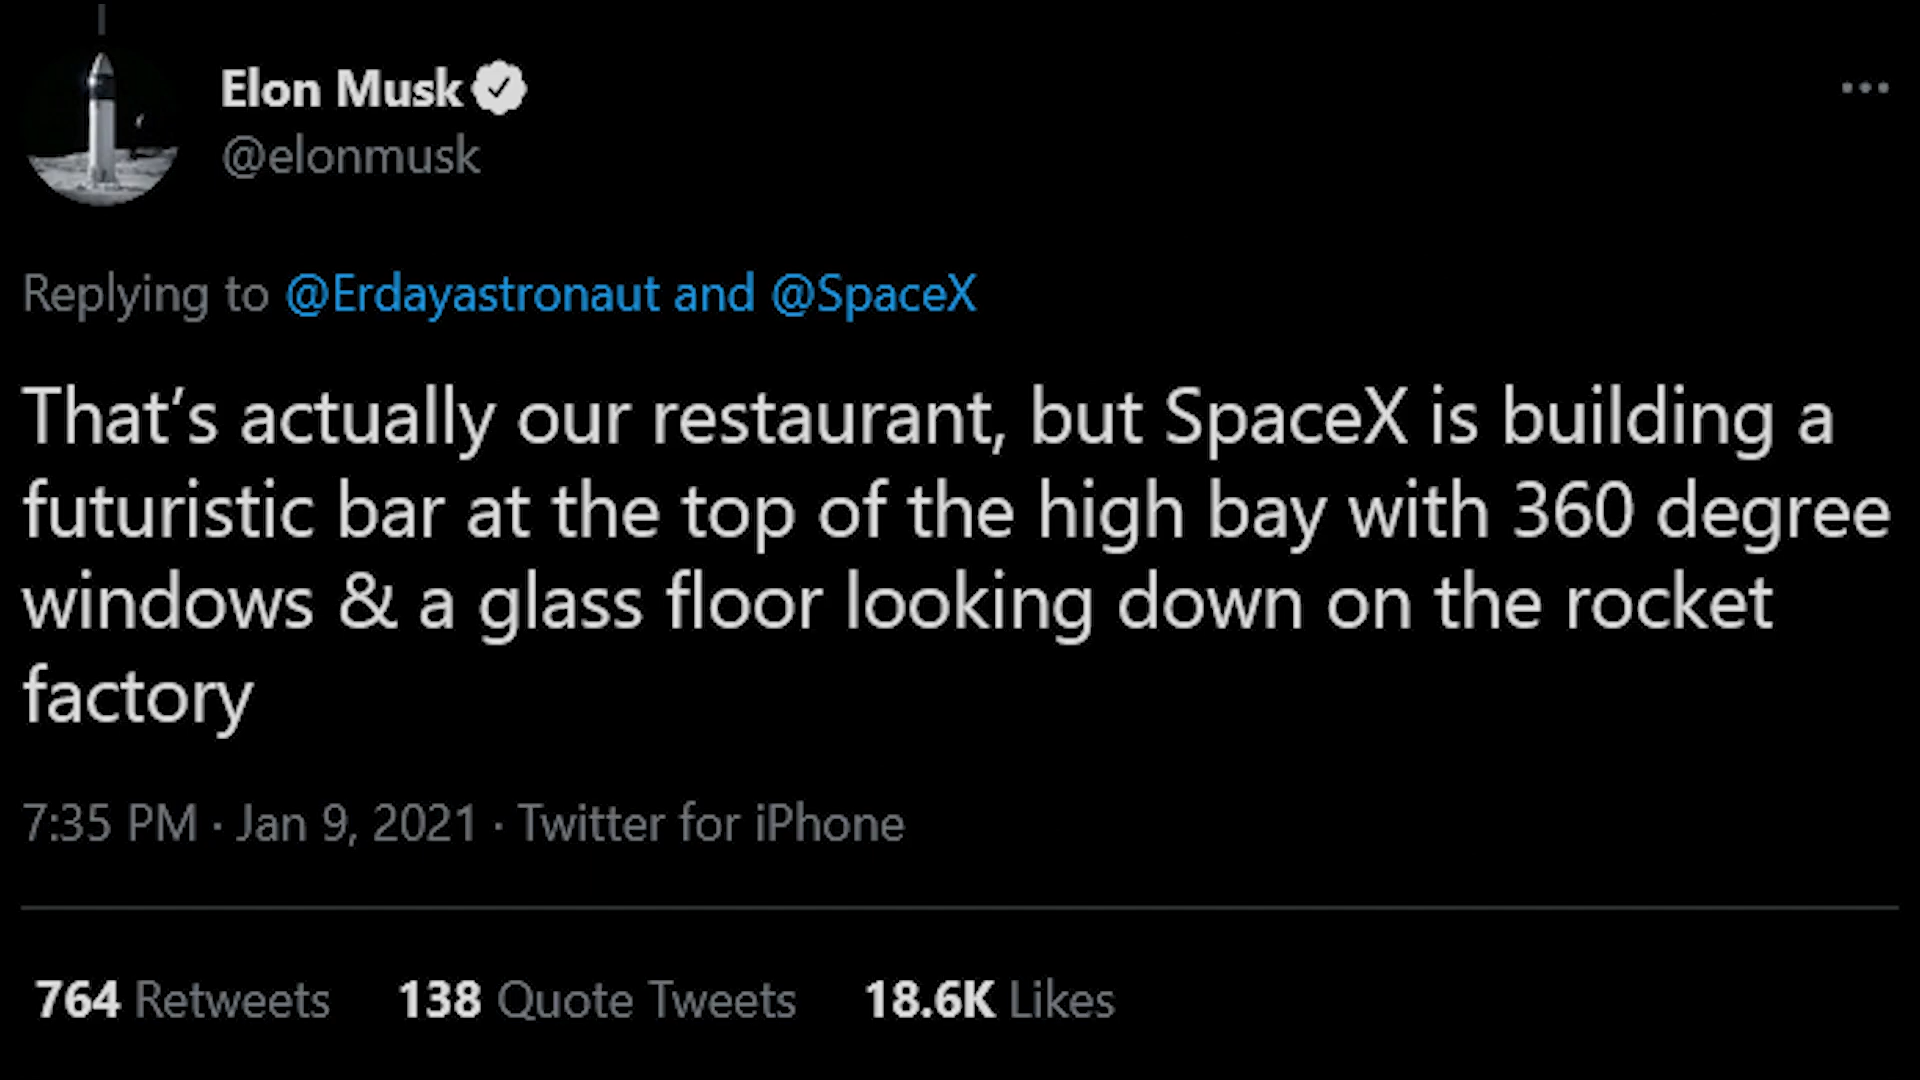 Elon Musk
@elonmusk
Replying to @Erdayastronaut and @SpaceX
That’s actually our restaurant, but SpaceX is building a
futuristic bar at the top of the high bay with 360 degree
windows & a glass floor looking down on the rocket
factory
7:35 PM · Jan 9, 2021 · Twitter for iPhone
764 Retweets 138 Quote Tweets 18.6K Likes